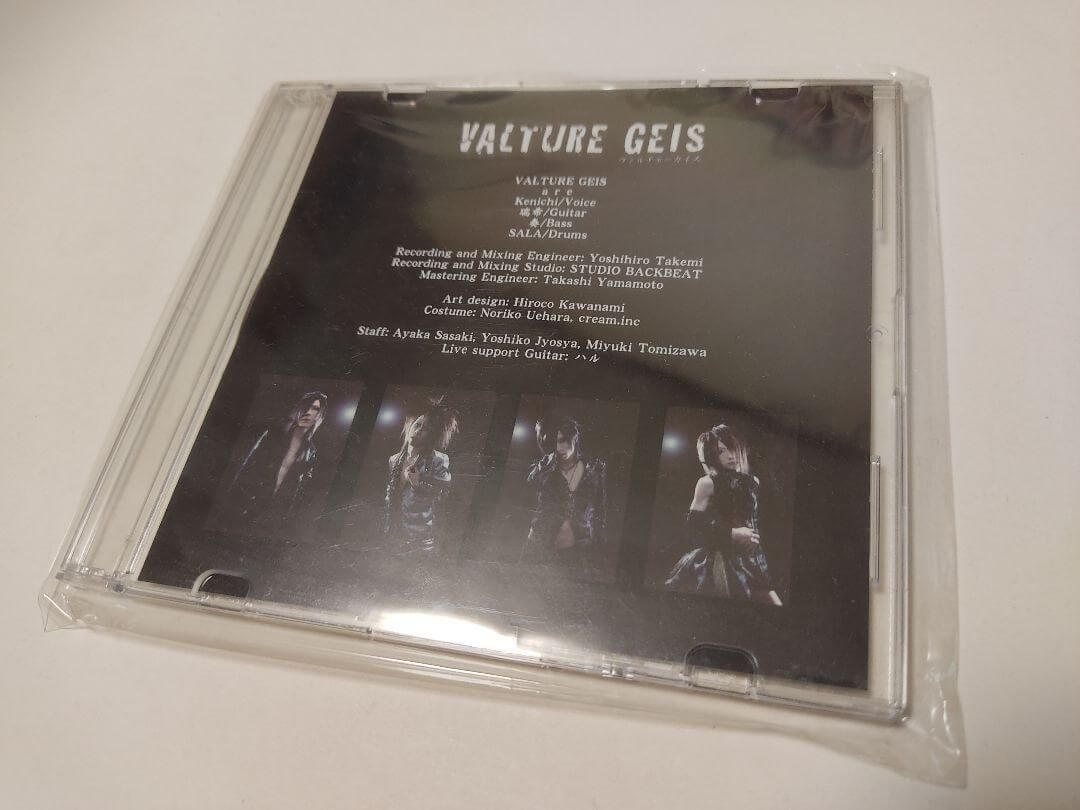 VALTURE GEIS
ヴァルチャーガイス
VALTURE GEIS
are
Kenichi/Voice
瑞希/Guitar
奏/Bass
SALA/Drums
Recording and Mixing Engineer: Yoshihiro Takemi
Recording and Mixing Studio: STUDIO BACKBEAT
Mastering Engineer: Takashi Yamamoto
Art design: Hiroco Kawanami
Costume: Noriko Uehara, cream.inc
Staff: Ayaka Sasaki, Yoshiko Jyosya, Miyuki Tomizawa
Live support Guitar: ハル